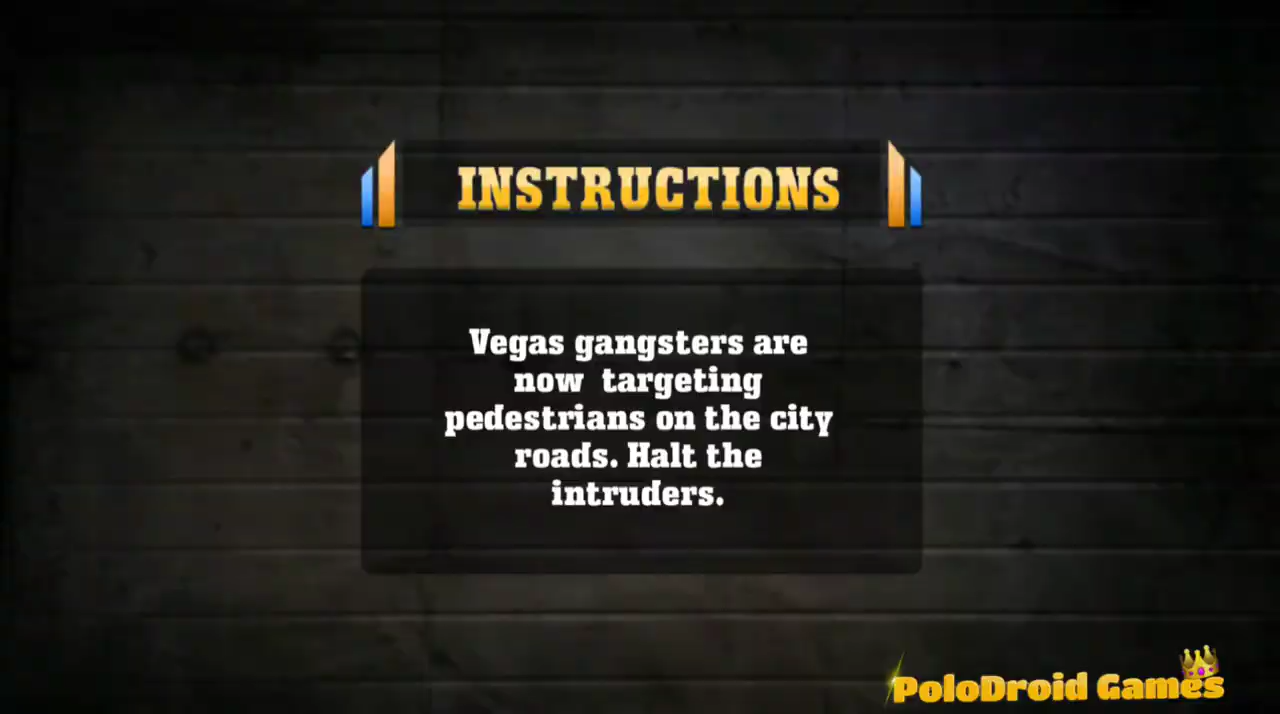 INSTRUCTIONS
Vegas gangsters are
now  targeting
pedestrians on the city
roads. Halt the
intruders.
PoloDroid Games